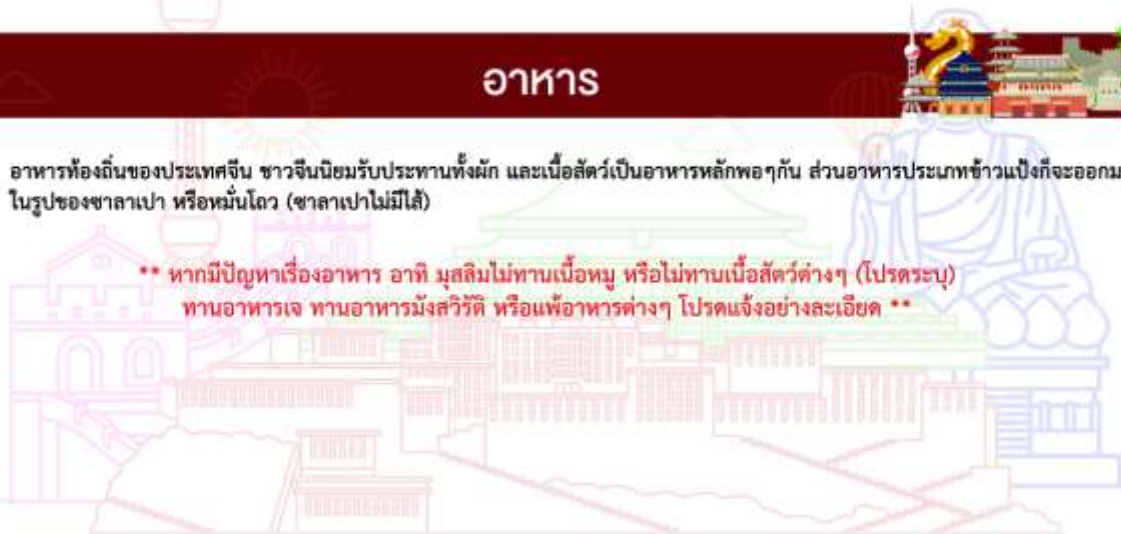 อาหาร
อาหารท้องถิ่นของประเทศจีน ชาวจีนนิยมรับประทานทั้งผัก และเนื้อสัตว์เป็นอาหารหลักพอๆกัน ส่วนอาหารประเภทข้าวแป้งก็จะออกม
ในรูปของซาลาเปา หรือหมั่นโถว (ซาลาเปาไม่มีไส้)
** หากมีปัญหาเรื่องอาหาร อาทิ มุสลิมไม่ทานเนื้อหมู หรือไม่ทานเนื้อสัตว์ต่างๆ (โปรดระบุ)
ทานอาหารเจ ทานอาหารมังสวิรัติ หรือแพ้อาหารต่างๆ โปรดแจ้งอย่างละเอียด **